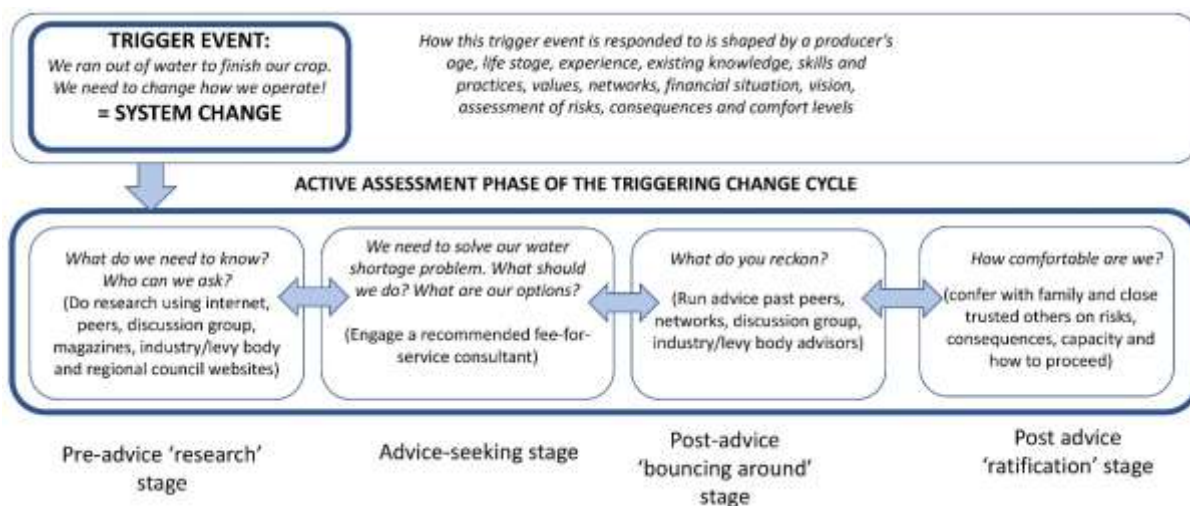 TRIGGER EVENT:
We ran out of water to finish our crop.
We need to change how we operate!
= SYSTEM CHANGE
How this trigger event is responded to is shaped by a producer's
age, life stage, experience, existing knowledge, skills and
practices, values, networks, financial situation, vision,
assessment of risks, consequences and comfort levels
ACTIVE ASSESSMENT PHASE OF THE TRIGGERING CHANGE CYCLE
What do we need to know?
Who can we ask?
(Do research using internet,
peers, discussion group,
magazines, industry/levy body
and regional council websites)
We need to solve our water
shortage problem. What should
we do? What are our options?
(Engage a recommended fee-for-
service consultant)
What do you reckon?
(Run advice past peers,
networks, discussion group,
industry/levy body advisors)
How comfortable are we?
(confer with family and close
trusted others on risks,
consequences, capacity and
how to proceed)
Pre-advice 'research'
stage
Advice-seeking stage
Post-advice
'bouncing around'
stage
Post advice
'ratification' stage